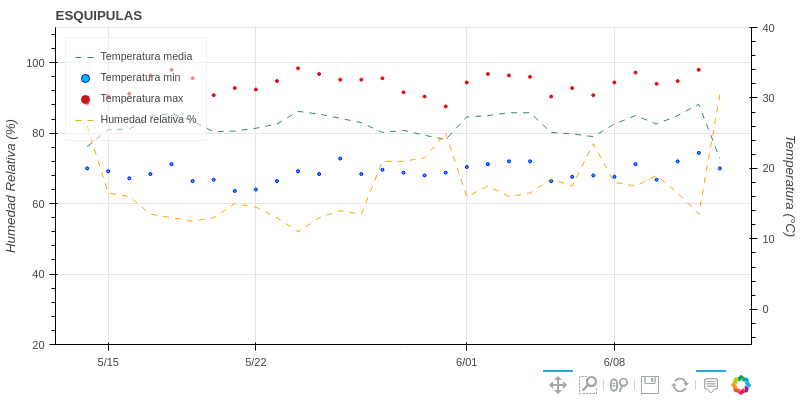 ESQUIPULAS
Temperatura media
Temperatura min
Temperatura max
Humedad relativa %
Humedad Relativa (%)
100
80
60
40
20
Temperatura (°C)
40
30
20
10
0
5/15
5/22
6/01
6/08